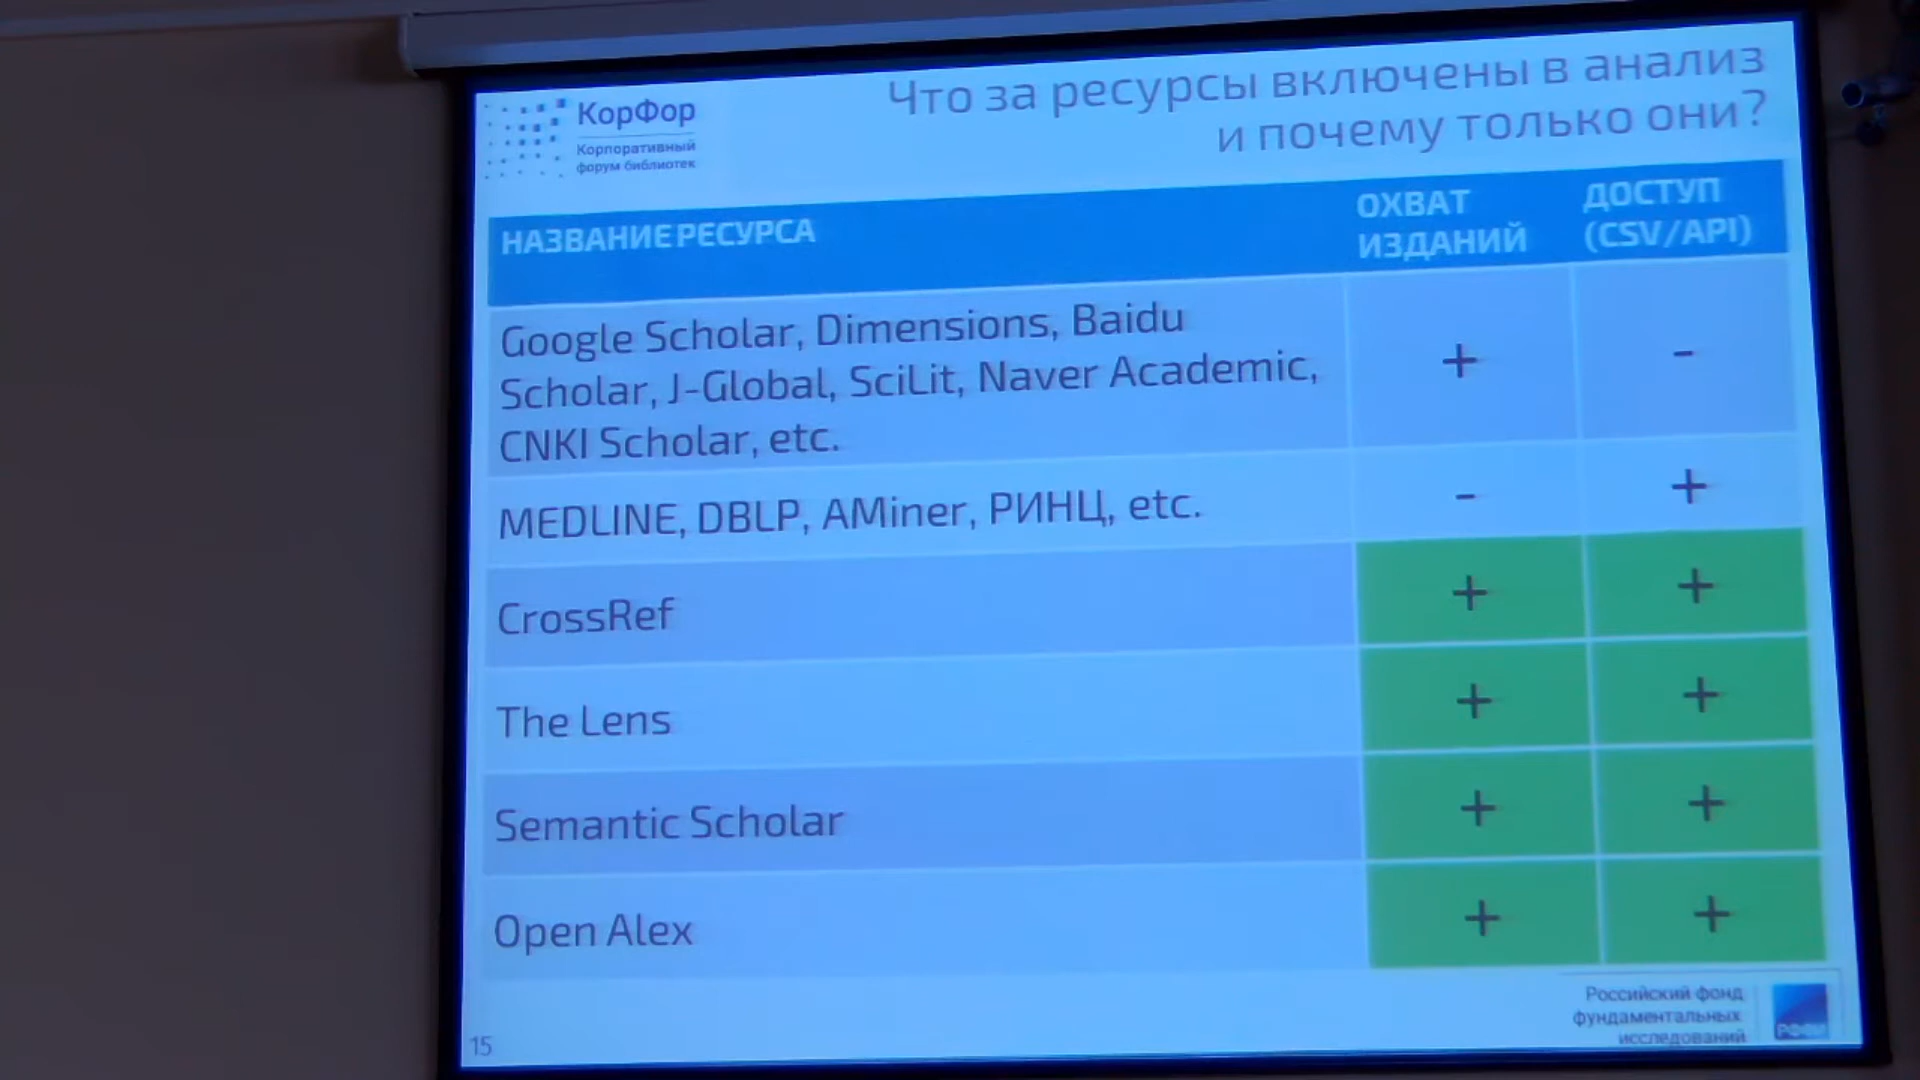 КорФор
Корпоративный
форум библиотек
Что за ресурсы включены в анализ
и почему только они?
НАЗВАНИЕ РЕСУРСА
ОХВАТ
ИЗДАНИЙ
ДОСТУП
(CSV/API)
Google Scholar, Dimensions, Baidu
Scholar, J-Global, SciLit, Naver Academic,
CNKI Scholar, etc.
+
-
MEDLINE, DBLP, AMiner, РИНЦ, etc.
-
+
CrossRef
+
+
The Lens
+
+
Semantic Scholar
+
+
Open Alex
+
+
Российский фонд
фундаментальных
исследований
РФФИ
15